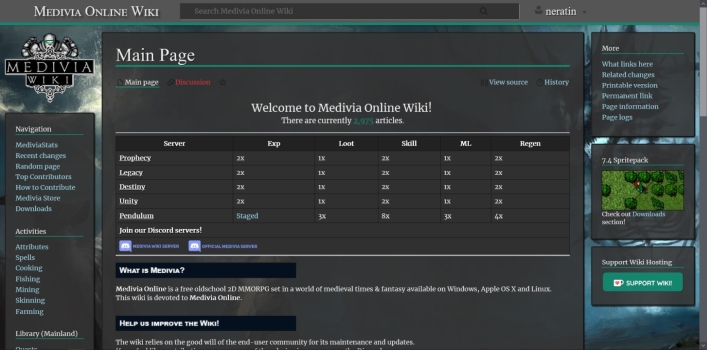 Medivia Online Wiki
Search Medivia Online Wiki
neratin
MEDIVIA
WIKI
Navigation
MediviaStats
Recent changes
Random page
Top Contributors
How to Contribute
Medivia Store
Downloads
Activities
Attributes
Spells
Cooking
Fishing
Mining
Skinning
Farming
Library (Mainland)
Quests
Main Page
Main page Discussion View source History
Welcome to Medivia Online Wiki!
There are currently 2,975 articles.
Server Exp Loot Skill ML Regen
Prophecy 2x 1x 2x 1x 2x
Legacy 2x 1x 2x 1x 2x
Destiny 2x 1x 2x 1x 2x
Unity 2x 1x 2x 1x 2x
Pendulum Staged 3x 8x 3x 4x
Join our Discord servers!
MEDIVIA WIKI SERVER OFFICIAL MEDIVIA SERVER
What is Medivia?
Medivia Online is a free oldschool 2D MMORPG set in a world of medieval times & fantasy available on Windows, Apple OS X and Linux.
This wiki is devoted to Medivia Online.
Help us improve the Wiki!
The wiki relies on the good will of the end-user community for its maintenance and updates.
More
What links here
Related changes
Printable version
Permanent link
Page information
Page logs
7.4 Spritepack
Check out Downloads
section!
Support Wiki Hosting
SUPPORT WIKI!